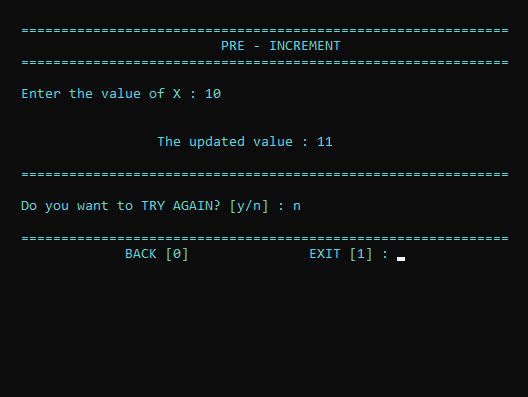 =============================================================
PRE - INCREMENT
=============================================================
Enter the value of X : 10
The updated value : 11
=============================================================
Do you want to TRY AGAIN? [y/n] : n
=============================================================
BACK [0] EXIT [1] :